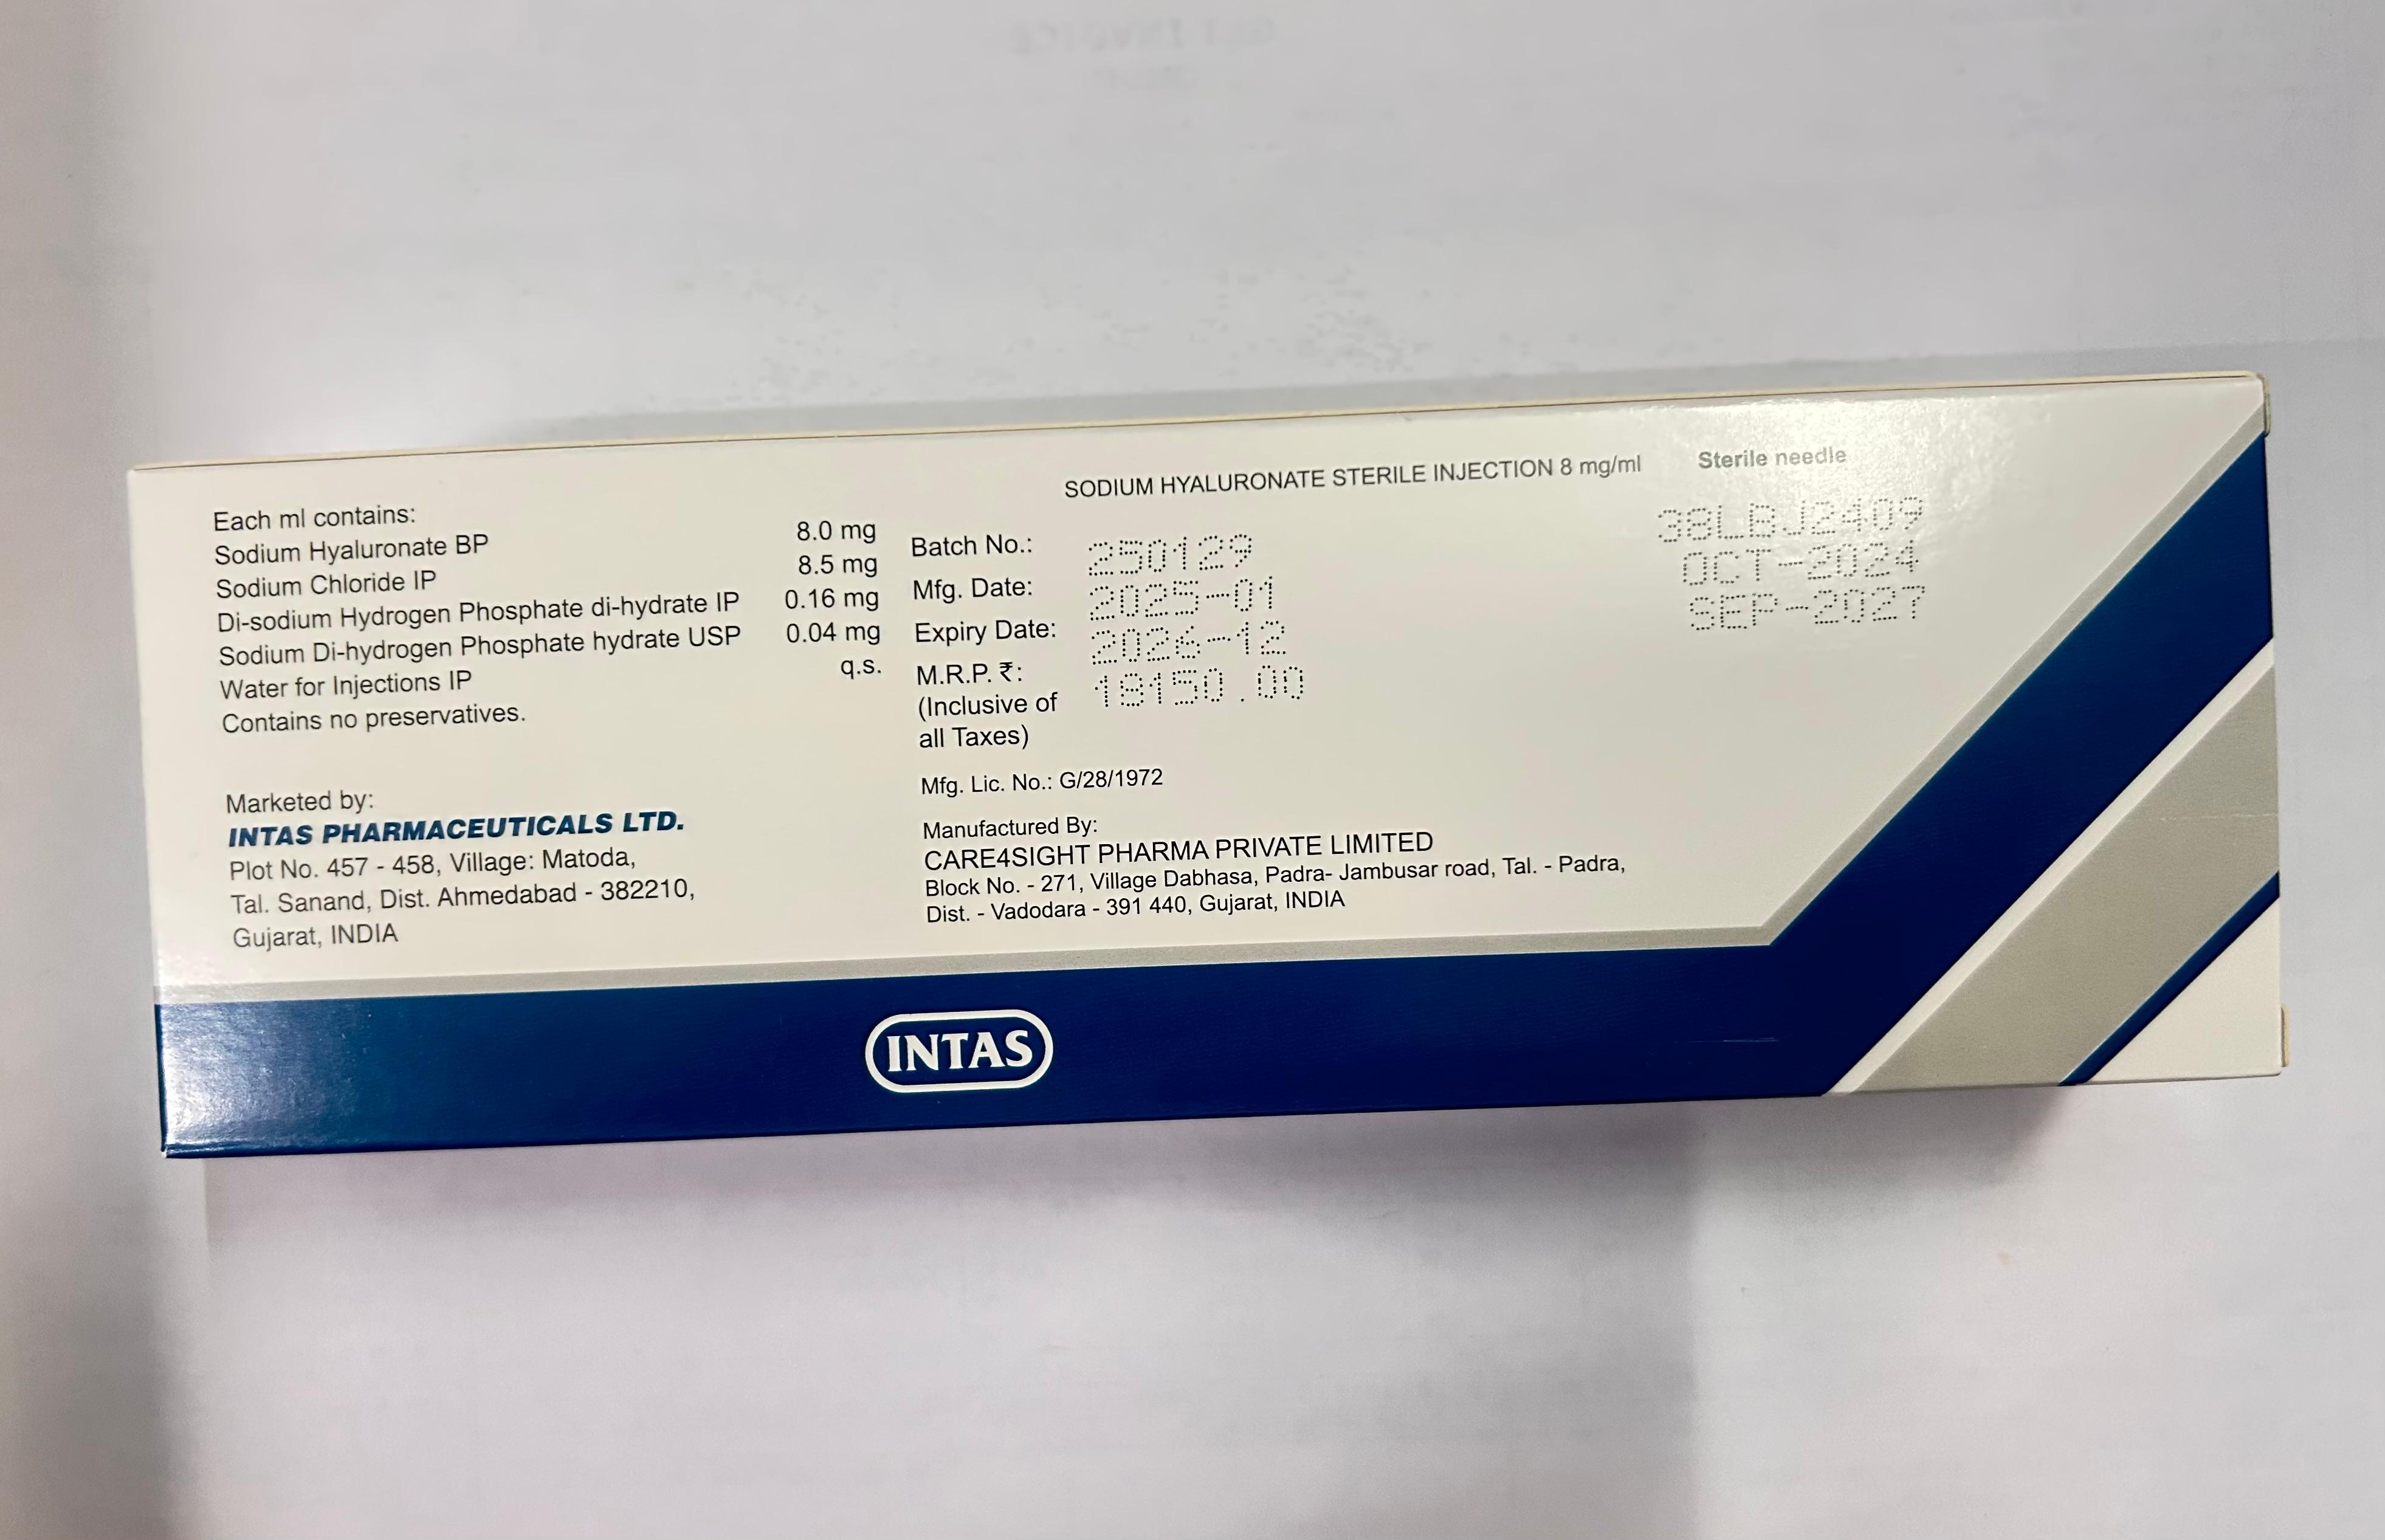 Each ml contains:
Sodium Hyaluronate BP 8.0 mg
Sodium Chloride IP 8.5 mg
Di-sodium Hydrogen Phosphate di-hydrate IP 0.16 mg
Sodium Di-hydrogen Phosphate hydrate USP 0.04 mg
Water for Injections IP q.s.
Contains no preservatives.
Marketed by:
INTAS PHARMACEUTICALS LTD.
Plot No. 457 - 458, Village: Matoda,
Tal. Sanand, Dist. Ahmedabad - 382210,
Gujarat, INDIA
SODIUM HYALURONATE STERILE INJECTION 8 mg/ml Sterile needle
Batch No.: 250129 38LBJ2409
Mfg. Date: 2025-01 OCT-2024
Expiry Date: 2026-12 SEP-2027
M.R.P. ₹: 18150.00
(Inclusive of
all Taxes)
Mfg. Lic. No.: G/28/1972
Manufactured By:
CARE4SIGHT PHARMA PRIVATE LIMITED
Block No. - 271, Village Dabhasa, Padra- Jambusar road, Tal. - Padra,
Dist. - Vadodara - 391 440, Gujarat, INDIA
INTAS